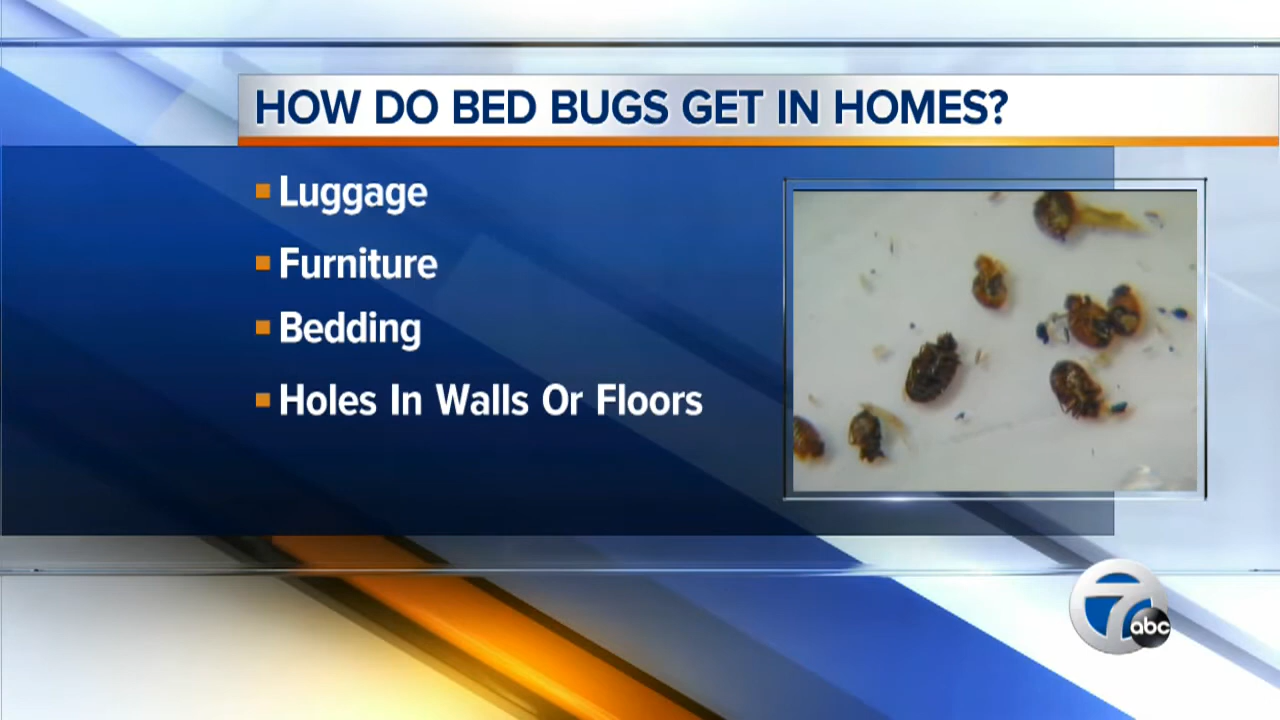 HOW DO BED BUGS GET IN HOMES?
Luggage
Furniture
Bedding
Holes In Walls Or Floors
7
abc